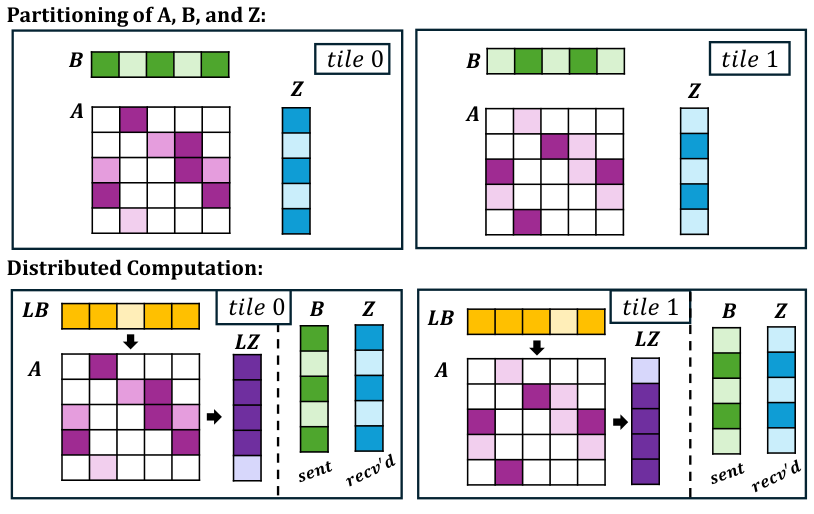 Partitioning of A, B, and Z:
B
tile 0
Z
A
B
tile 1
Z
A
Distributed Computation:
LB
tile 0
B
Z
LZ
A
sent
recv'd
LB
tile 1
B
Z
LZ
A
sent
recv'd